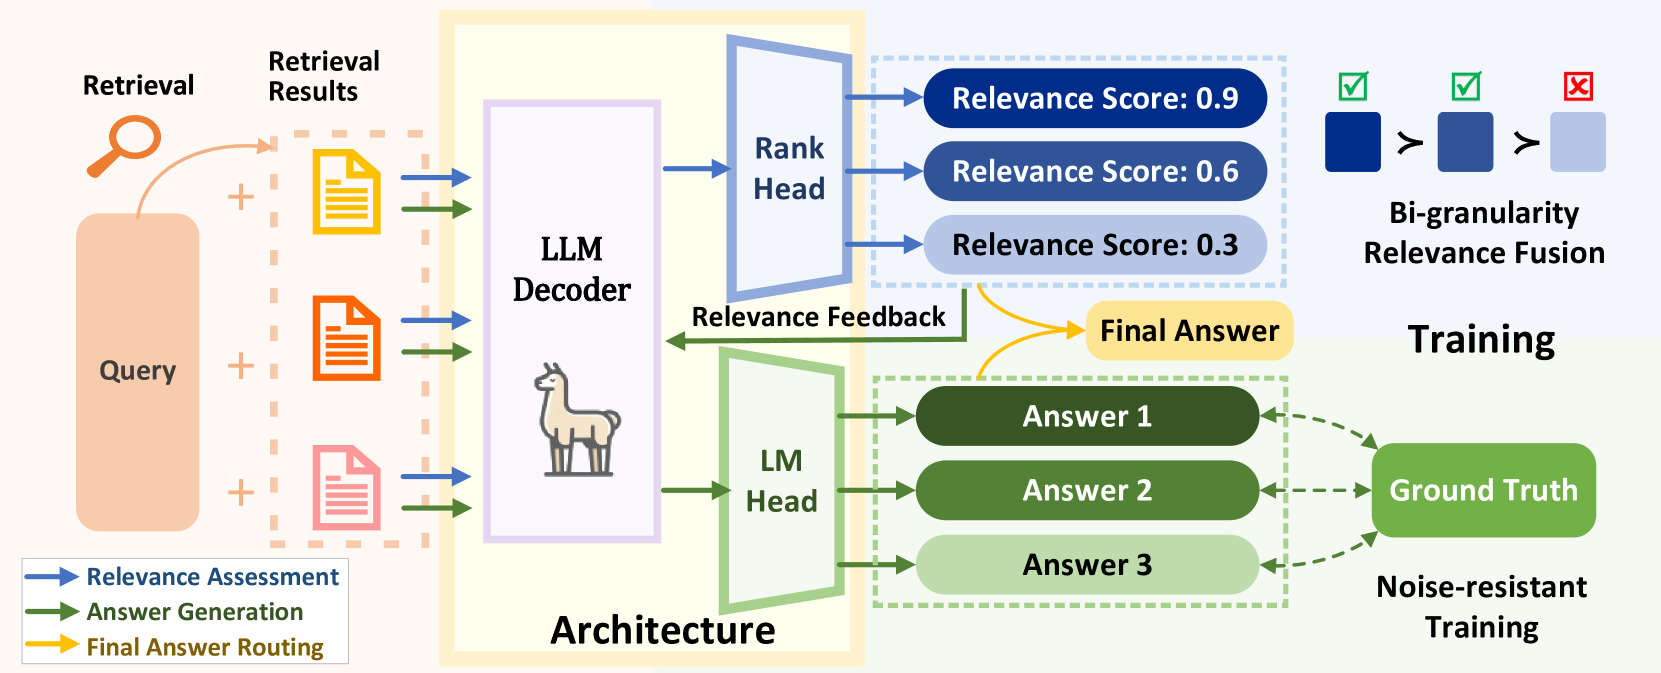 Retrieval
Retrieval
Results
+
Query
+
+
Relevance Assessment
Answer Generation
Final Answer Routing
LLM
Decoder
Rank
Head
Relevance Feedback
LM
Head
Architecture
Relevance Score: 0.9
Relevance Score: 0.6
Relevance Score: 0.3
Final Answer
Answer 1
Answer 2
Answer 3
≻ ≻
Bi-granularity
Relevance Fusion
Training
Ground Truth
Noise-resistant
Training